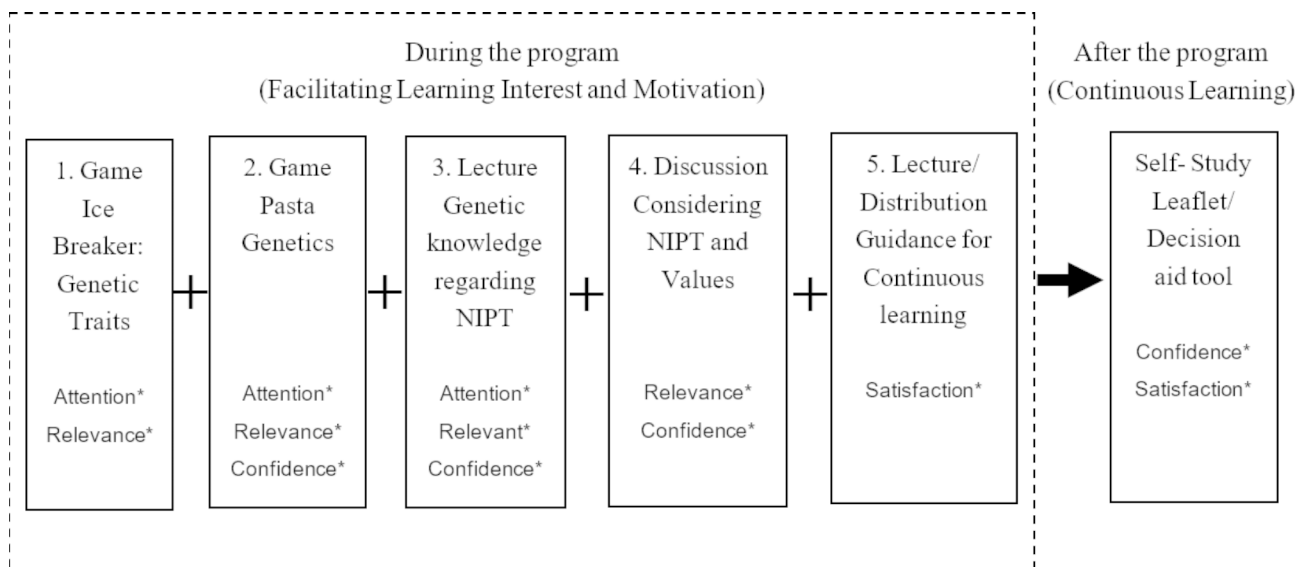 During the program
(Facilitating Learning Interest and Motivation)
After the program
(Continuous Learning)
1. Game
Ice
Breaker:
Genetic
Traits
Attention*
Relevance*
+
2. Game
Pasta
Genetics
Attention*
Relevance*
Confidence*
+
3. Lecture
Genetic
knowledge
regarding
NIPT
Attention*
Relevant*
Confidence*
+
4. Discussion
Considering
NIPT and
Values
Relevance*
Confidence*
+
5. Lecture/
Distribution
Guidance for
Continuous
learning
Satisfaction*
Self- Study
Leaflet/
Decision
aid tool
Confidence*
Satisfaction*